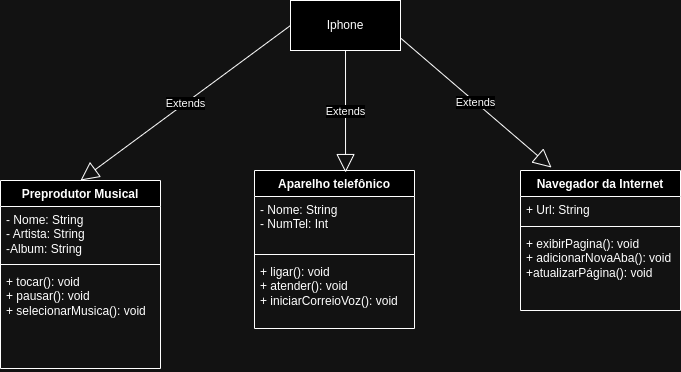 Iphone
Extends
Extends
Extends
Preprodutor Musical
- Nome: String
- Artista: String
-Album: String
+ tocar(): void
+ pausar(): void
+ selecionarMusica(): void
Aparelho telefônico
- Nome: String
- NumTel: Int
+ ligar(): void
+ atender(): void
+ iniciarCorreioVoz(): void
Navegador da Internet
+ Url: String
+ exibirPagina(): void
+ adicionarNovaAba(): void
+atualizarPágina(): void